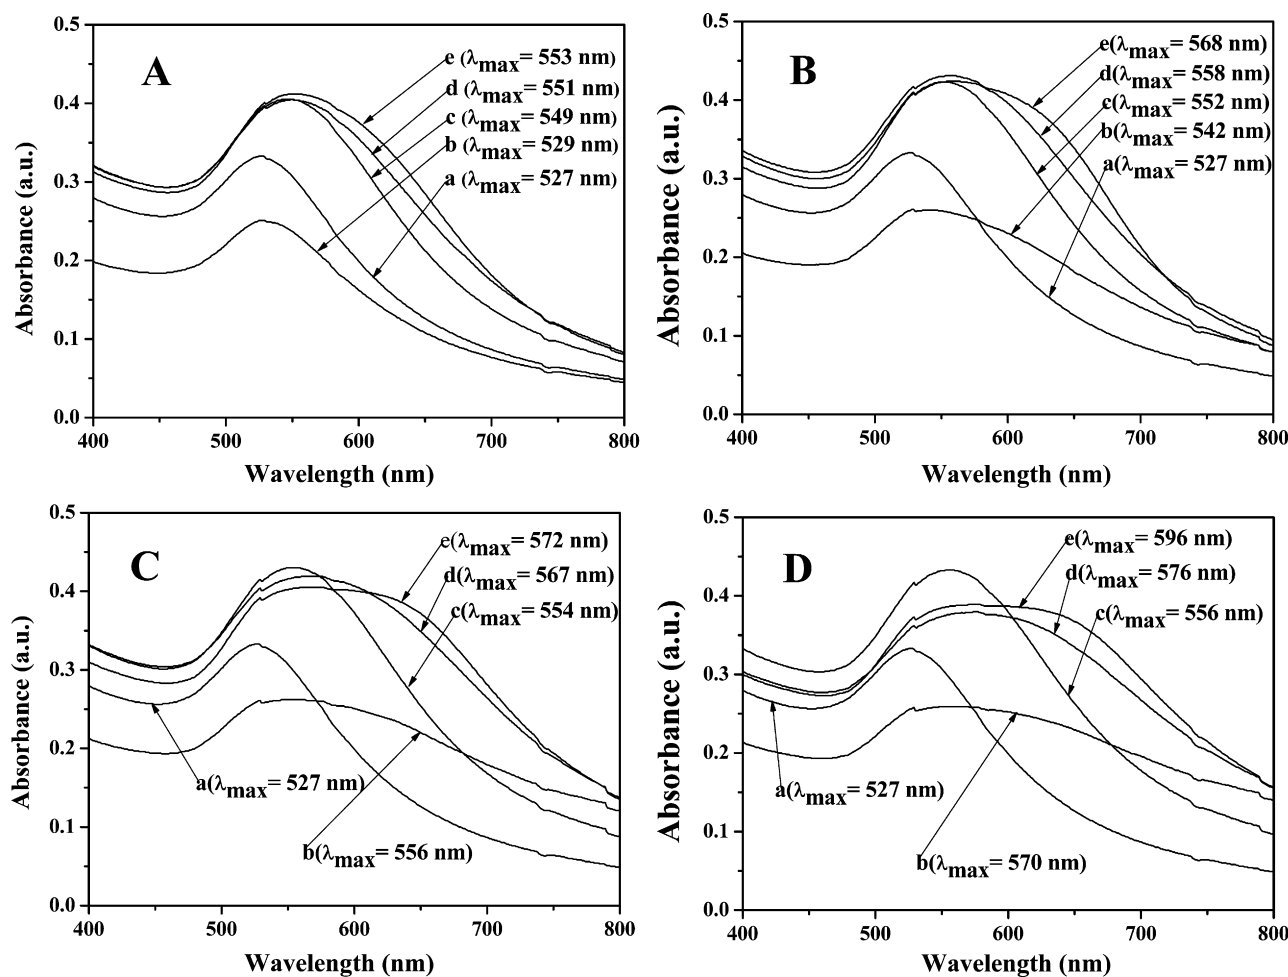 A
e (λmax= 553 nm)
d (λmax= 551 nm)
c (λmax= 549 nm)
b (λmax= 529 nm)
a (λmax= 527 nm)
0.5
0.4
0.3
0.2
0.1
0.0
400
500
600
700
800
Absorbance (a.u.)
Wavelength (nm)
B
e(λmax= 568 nm)
d(λmax= 558 nm)
c(λmax= 552 nm)
b(λmax= 542 nm)
a(λmax= 527 nm)
0.5
0.4
0.3
0.2
0.1
0.0
400
500
600
700
800
Absorbance (a.u.)
Wavelength (nm)
C
e(λmax= 572 nm)
d(λmax= 567 nm)
c(λmax= 554 nm)
a(λmax= 527 nm)
b(λmax= 556 nm)
0.5
0.4
0.3
0.2
0.1
0.0
400
500
600
700
800
Absorbance (a.u.)
Wavelength (nm)
D
e(λmax= 596 nm)
d(λmax= 576 nm)
c(λmax= 556 nm)
a(λmax= 527 nm)
b(λmax= 570 nm)
0.5
0.4
0.3
0.2
0.1
0.0
400
500
600
700
800
Absorbance (a.u.)
Wavelength (nm)